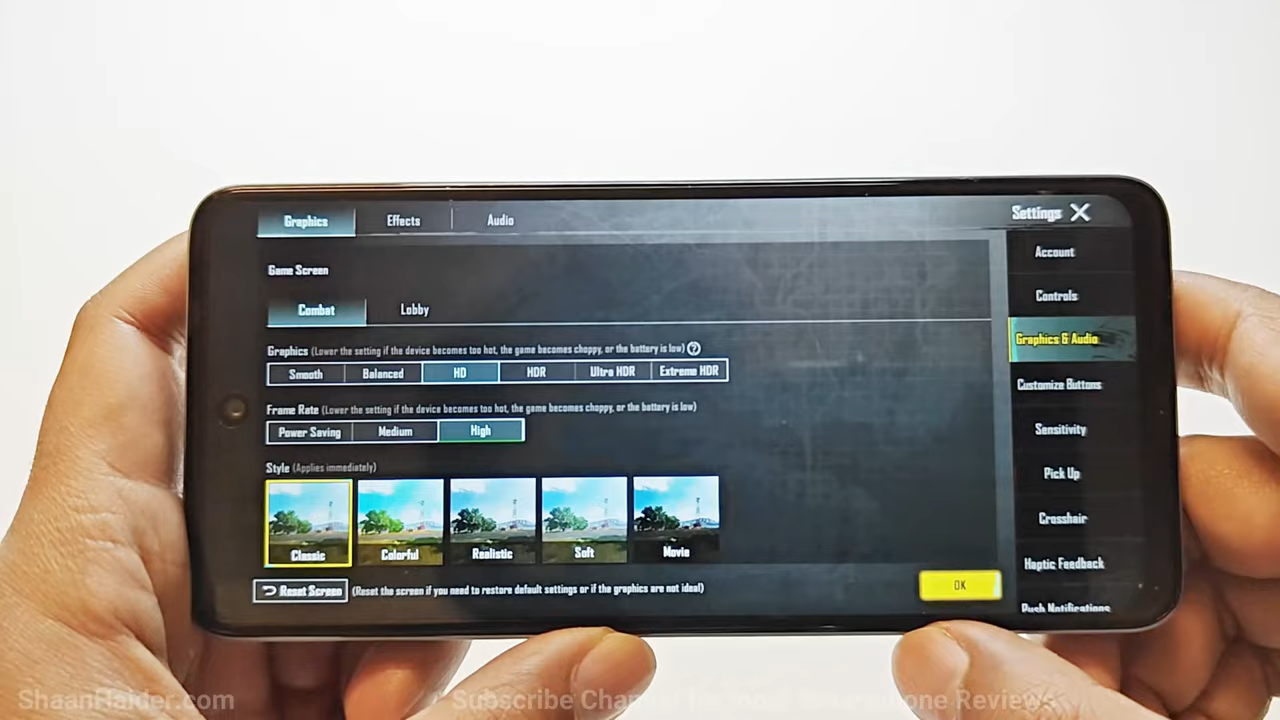 Graphics Effects Audio Settings
Game Screen
Combat Lobby
Graphics (Lower the setting if the device becomes too hot, the game becomes choppy, or the battery is low) ?
Smooth Balanced HD HDR Ultra HDR Extreme HDR
Frame Rate (Lower the setting if the device becomes too hot, the game becomes choppy, or the battery is low)
Power Saving Medium High
Style (Applies immediately)
Classic Colorful Realistic Soft Movie
Reset Screen (Reset the screen if you need to restore default settings or if the graphics are not ideal) OK
Account
Controls
Graphics & Audio
Customize Buttons
Sensitivity
Pick Up
Crosshair
Haptic Feedback
Push Notifications
ShaanHaider.com
Subscribe Channel Smartphone Reviews